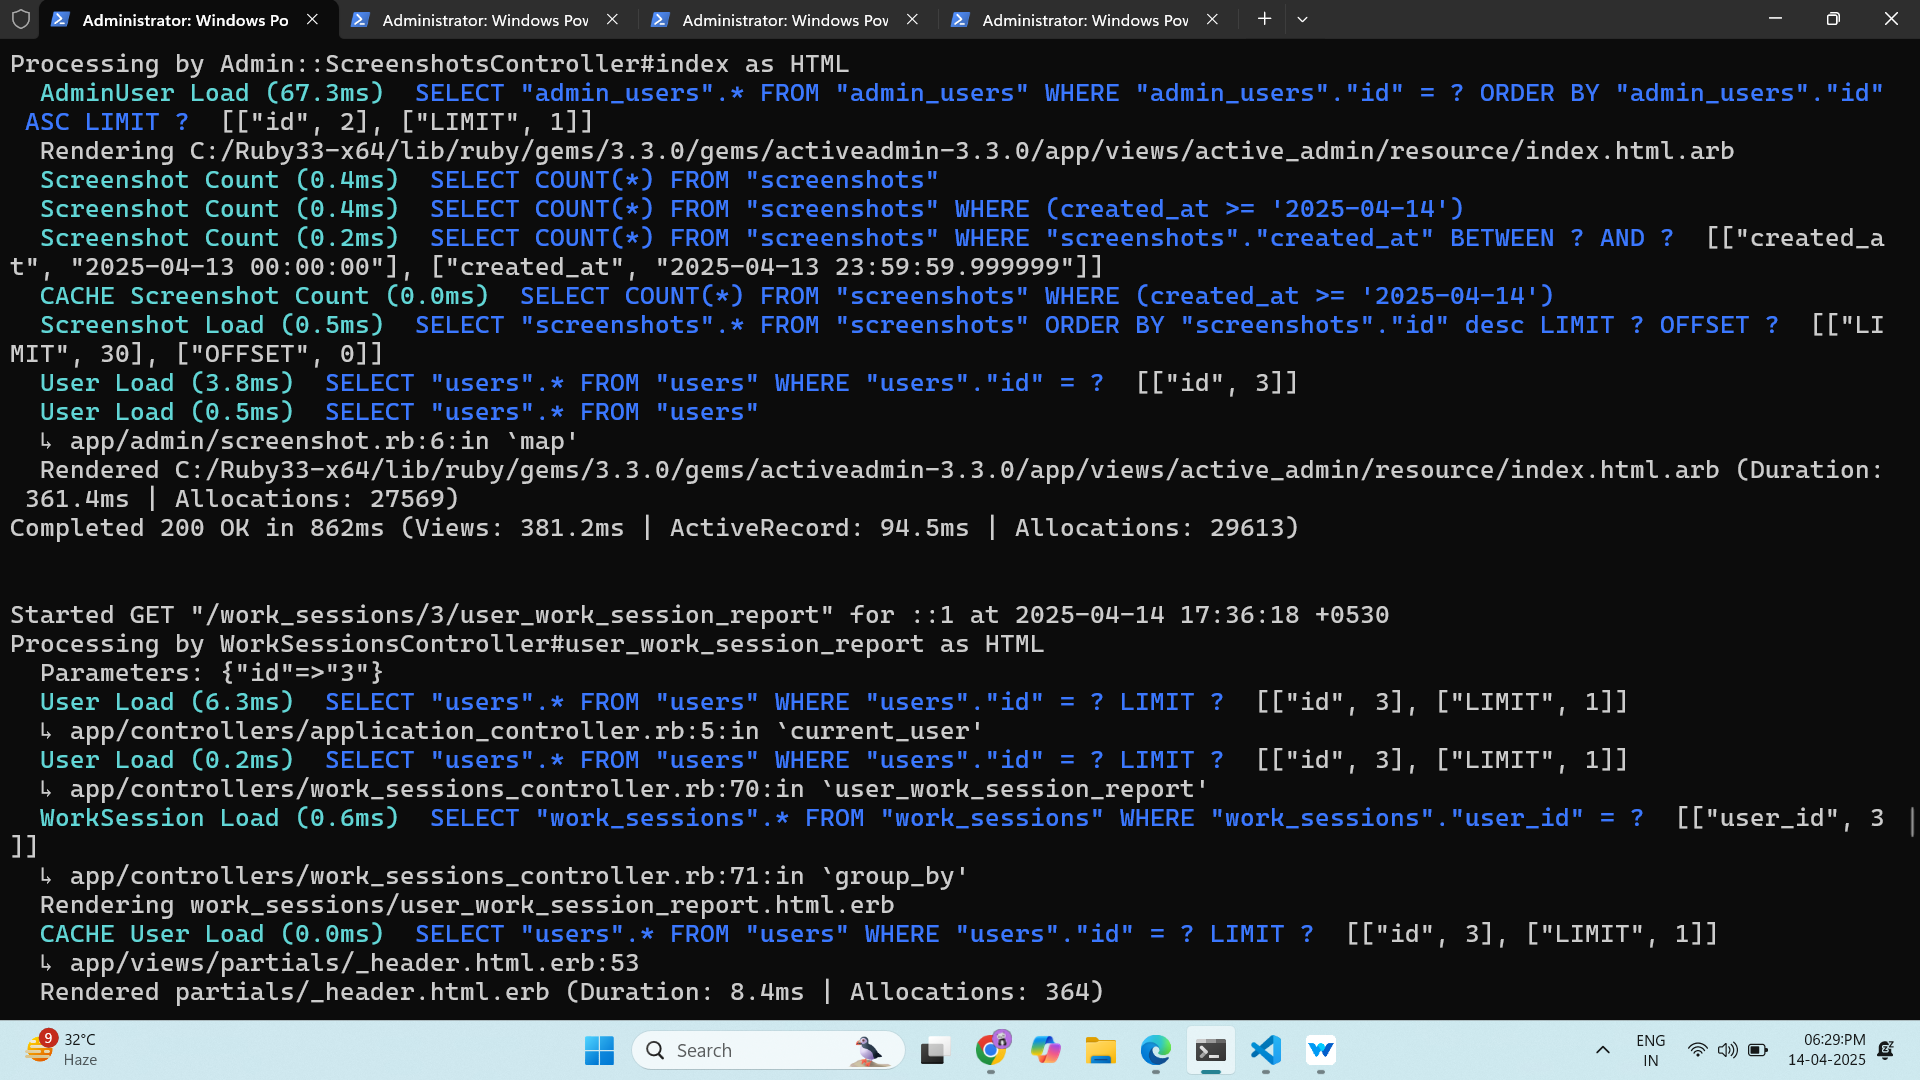 Administrator: Windows Po
Administrator: Windows Pov
Administrator: Windows Pov
Administrator: Windows Pov
Processing by Admin::ScreenshotsController#index as HTML
AdminUser Load (67.3ms)  SELECT "admin_users".* FROM "admin_users" WHERE "admin_users"."id" = ? ORDER BY "admin_users"."id"
ASC LIMIT ?  [["id", 2], ["LIMIT", 1]]
Rendering C:/Ruby33-x64/lib/ruby/gems/3.3.0/gems/activeadmin-3.3.0/app/views/active_admin/resource/index.html.arb
Screenshot Count (0.4ms)  SELECT COUNT(*) FROM "screenshots"
Screenshot Count (0.4ms)  SELECT COUNT(*) FROM "screenshots" WHERE (created_at >= '2025-04-14')
Screenshot Count (0.2ms)  SELECT COUNT(*) FROM "screenshots" WHERE "screenshots"."created_at" BETWEEN ? AND ?  [["created_a
t", "2025-04-13 00:00:00"], ["created_at", "2025-04-13 23:59:59.999999"]]
CACHE Screenshot Count (0.0ms)  SELECT COUNT(*) FROM "screenshots" WHERE (created_at >= '2025-04-14')
Screenshot Load (0.5ms)  SELECT "screenshots".* FROM "screenshots" ORDER BY "screenshots"."id" desc LIMIT ? OFFSET ?  [["LI
MIT", 30], ["OFFSET", 0]]
User Load (3.8ms)  SELECT "users".* FROM "users" WHERE "users"."id" = ?  [["id", 3]]
User Load (0.5ms)  SELECT "users".* FROM "users"
↳ app/admin/screenshot.rb:6:in `map'
Rendered C:/Ruby33-x64/lib/ruby/gems/3.3.0/gems/activeadmin-3.3.0/app/views/active_admin/resource/index.html.arb (Duration:
361.4ms | Allocations: 27569)
Completed 200 OK in 862ms (Views: 381.2ms | ActiveRecord: 94.5ms | Allocations: 29613)
Started GET "/work_sessions/3/user_work_session_report" for ::1 at 2025-04-14 17:36:18 +0530
Processing by WorkSessionsController#user_work_session_report as HTML
Parameters: {"id"=>"3"}
User Load (6.3ms)  SELECT "users".* FROM "users" WHERE "users"."id" = ? LIMIT ?  [["id", 3], ["LIMIT", 1]]
↳ app/controllers/application_controller.rb:5:in `current_user'
User Load (0.2ms)  SELECT "users".* FROM "users" WHERE "users"."id" = ? LIMIT ?  [["id", 3], ["LIMIT", 1]]
↳ app/controllers/work_sessions_controller.rb:70:in `user_work_session_report'
WorkSession Load (0.6ms)  SELECT "work_sessions".* FROM "work_sessions" WHERE "work_sessions"."user_id" = ?  [["user_id", 3
]]
↳ app/controllers/work_sessions_controller.rb:71:in `group_by'
Rendering work_sessions/user_work_session_report.html.erb
CACHE User Load (0.0ms)  SELECT "users".* FROM "users" WHERE "users"."id" = ? LIMIT ?  [["id", 3], ["LIMIT", 1]]
↳ app/views/partials/_header.html.erb:53
Rendered partials/_header.html.erb (Duration: 8.4ms | Allocations: 364)
9
32°C
Haze
Search
ENG
IN
06:29:PM
14-04-2025